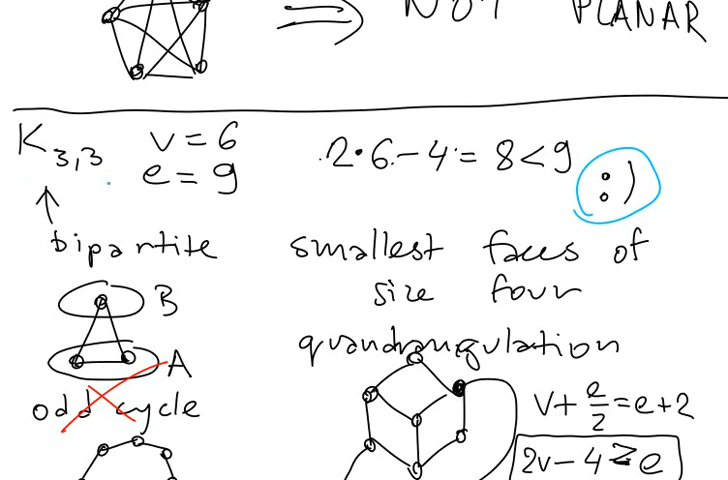 NOT PLANAR
K3,3 v = 6
e = 9
2·6-4 = 8 < 9 :)
bipartite
smallest faces of
size four
quandrangulation
B
A
odd cycle
v + e/2 = e + 2
2v - 4 ≥ e